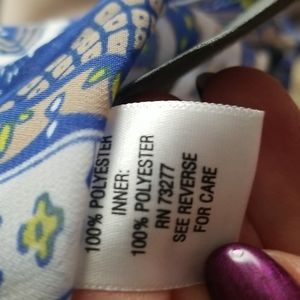 100% POLYESTER
INNER:
100% POLYESTER
RN 73277
SEE REVERSE
FOR CARE